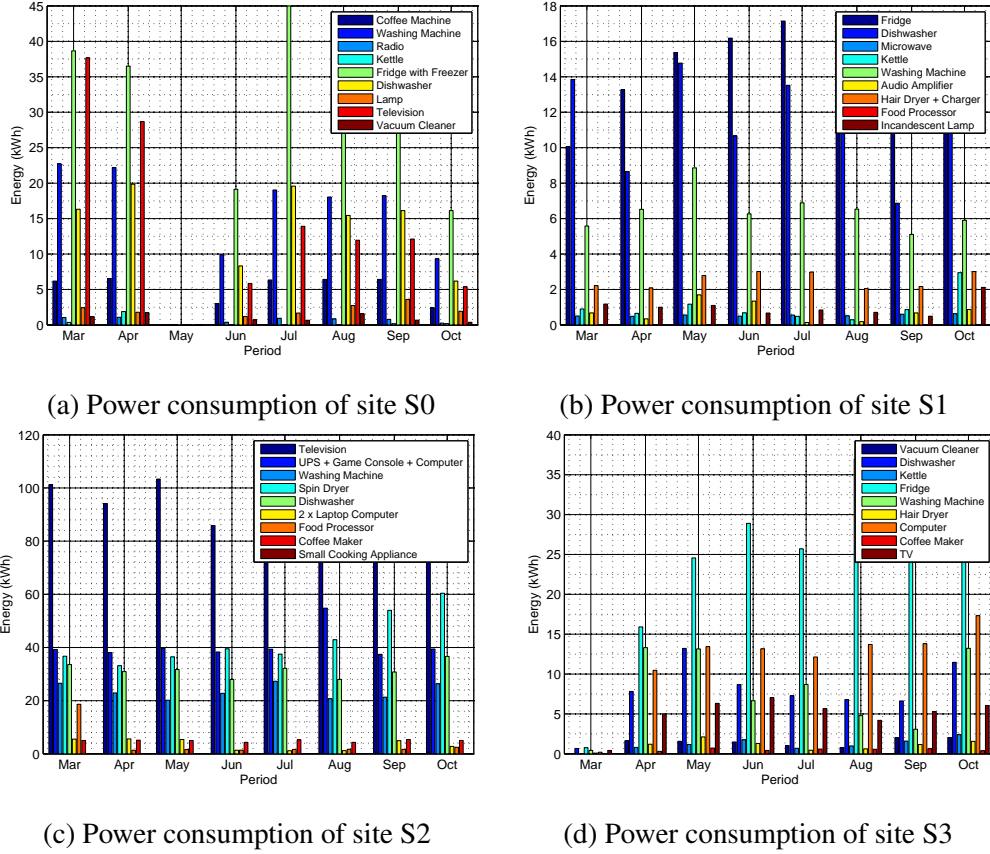 45
40
35
30
25
20
15
10
5
0
Energy (kWh)
Mar Apr May Jun Jul Aug Sep Oct
Period
Coffee Machine
Washing Machine
Radio
Kettle
Fridge with Freezer
Dishwasher
Lamp
Television
Vacuum Cleaner
(a) Power consumption of site S0
18
16
14
12
10
8
6
4
2
0
Energy (kWh)
Mar Apr May Jun Jul Aug Sep Oct
Period
Fridge
Dishwasher
Microwave
Kettle
Washing Machine
Audio Amplifier
Hair Dryer + Charger
Food Processor
Incandescent Lamp
(b) Power consumption of site S1
120
100
80
60
40
20
0
Energy (kWh)
Mar Apr May Jun Jul Aug Sep Oct
Period
Television
UPS + Game Console + Computer
Washing Machine
Spin Dryer
Dishwasher
2 x Laptop Computer
Food Processor
Coffee Maker
Small Cooking Appliance
(c) Power consumption of site S2
40
35
30
25
20
15
10
5
0
Energy (kWh)
Mar Apr May Jun Jul Aug Sep Oct
Period
Vacuum Cleaner
Dishwasher
Kettle
Fridge
Washing Machine
Hair Dryer
Computer
Coffee Maker
TV
(d) Power consumption of site S3